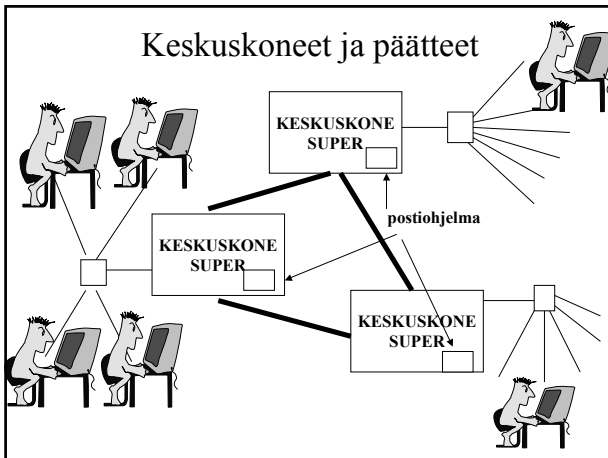 Keskuskoneet ja päätteet
KESKUSKONE
SUPER
postiohjelma
KESKUSKONE
SUPER
KESKUSKONE
SUPER